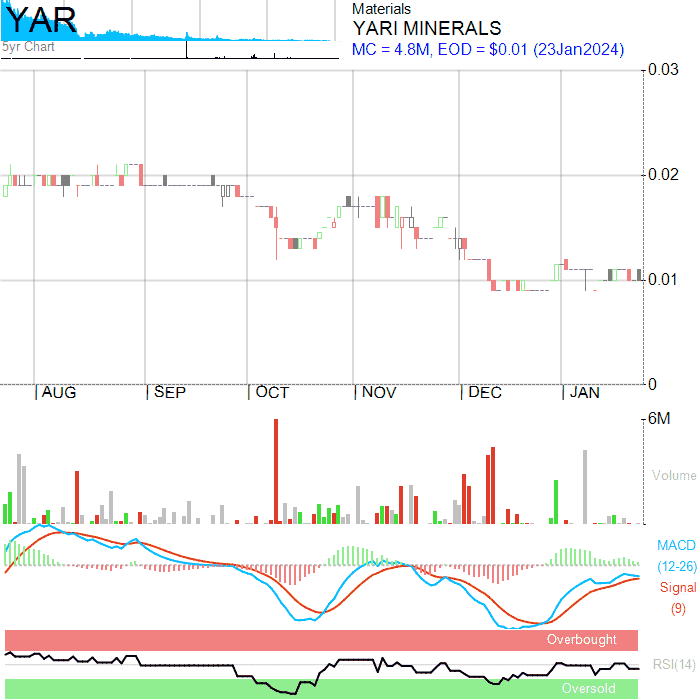 YAR
5yr Chart
Materials
YARI MINERALS
MC = 4.8M, EOD = $0.01 (23Jan2024)
0.03
0.02
0.01
0
AUG SEP OCT NOV DEC JAN
6M
Volume
MACD
(12-26)
Signal
(9)
Overbought
RSI(14)
Oversold